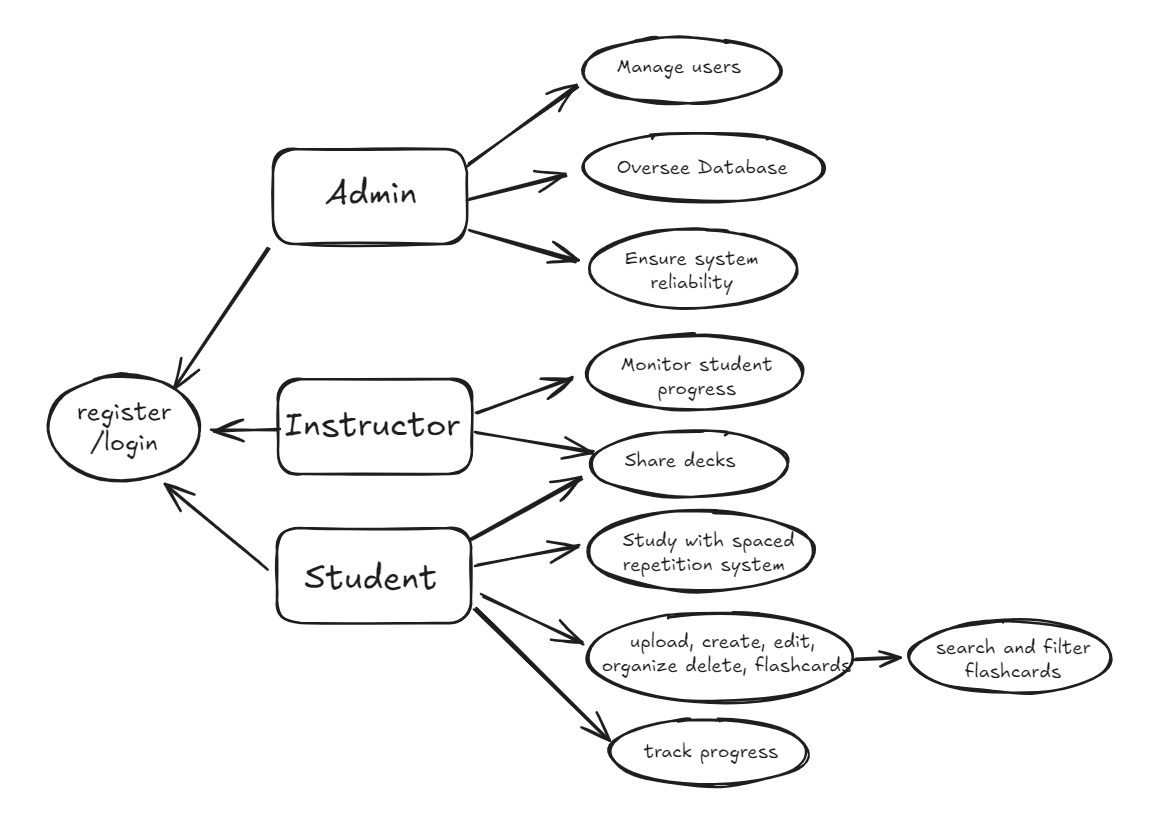 Manage users
Oversee Database
Admin
Ensure system
reliability
Monitor student
progress
register
/login
Instructor
Share decks
Study with spaced
repetition system
Student
upload, create, edit,
organize delete, flashcards
search and filter
flashcards
track progress